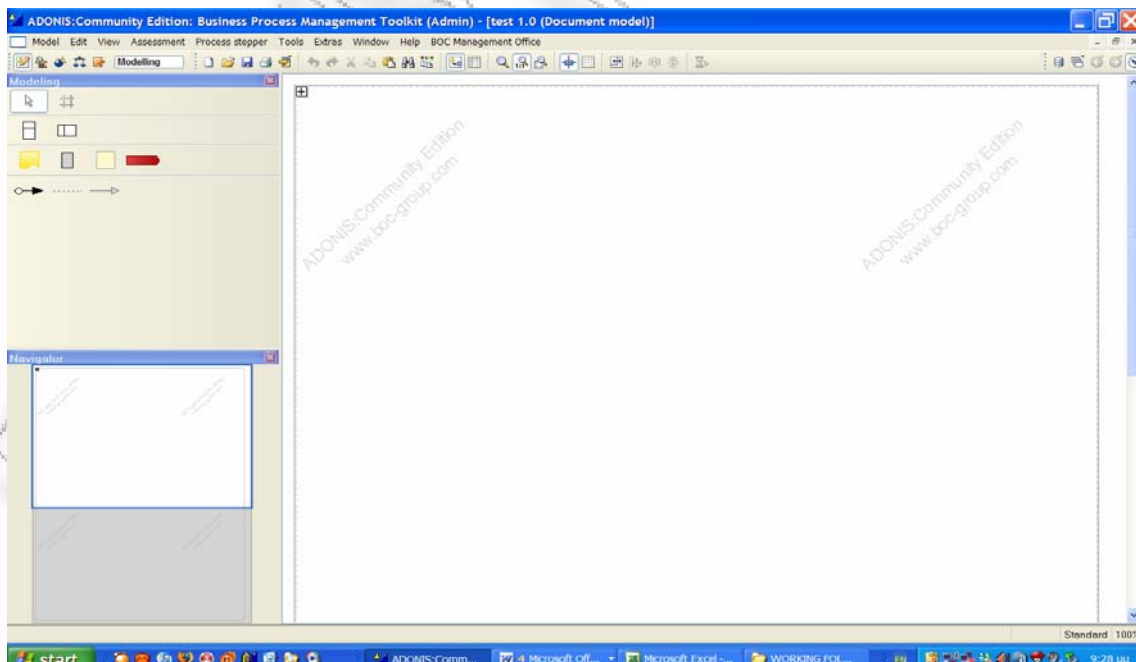 ADONIS:Community Edition: Business Process Management Toolkit (Admin) - [test 1.0 (Document model)]
Model Edit View Assessment Process stepper Tools Extras Window Help BOC Management Office
Modelling
Modeling
ADONIS:Community Edition
www.boc-group.com
ADONIS:Community Edition
www.boc-group.com
Navigator
Standard 100%
start
ADONIS:Comm...
4 Microsoft Off...
Microsoft Excel -...
WORKING FOL...
EN
9:28 μμ